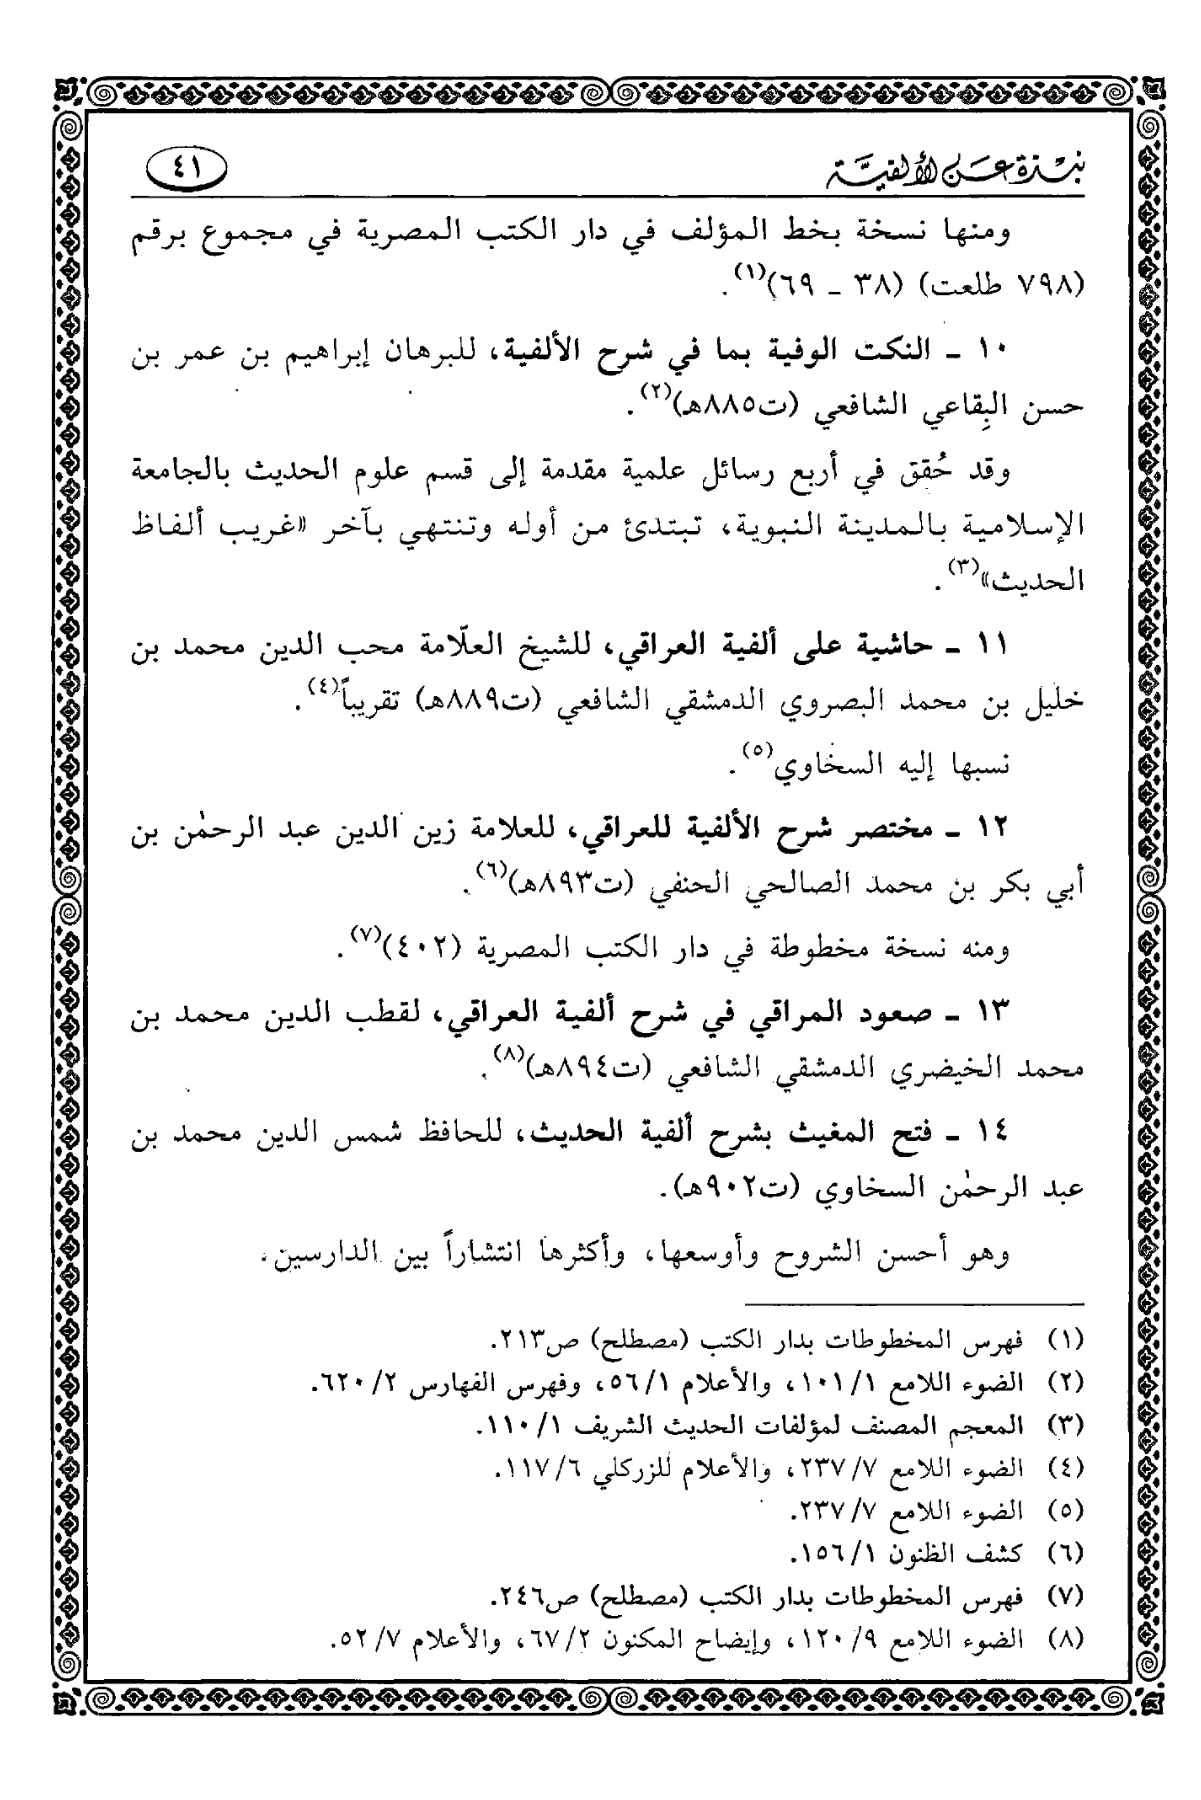 نبذة عن الألفية
٤١
ومنها نسخة بخط المؤلف في دار الكتب المصرية في مجموع برقم
(٧٩٨ طلعت) (٣٨ ـ ٦٩)(١).
١٠ ـ النكت الوفية بما في شرح الألفية، للبرهان إبراهيم بن عمر بن
حسن البِقاعي الشافعي (ت٨٨٥هـ)(٢).
وقد حُقق في أربع رسائل علمية مقدمة إلى قسم علوم الحديث بالجامعة
الإسلامية بالمدينة النبوية، تبتدئ من أوله وتنتهي بآخر «غريب ألفاظ
الحديث»(٣).
١١ ـ حاشية على ألفية العراقي، للشيخ العلّامة محب الدين محمد بن
خليل بن محمد البصروي الدمشقي الشافعي (ت٨٨٩هـ) تقريباً(٤).
نسبها إليه السخاوي(٥).
١٢ ـ مختصر شرح الألفية للعراقي، للعلامة زين الدين عبد الرحمٰن بن
أبي بكر بن محمد الصالحي الحنفي (ت٨٩٣هـ)(٦).
ومنه نسخة مخطوطة في دار الكتب المصرية (٤٠٢)(٧).
١٣ ـ صعود المراقي في شرح ألفية العراقي، لقطب الدين محمد بن
محمد الخيضري الدمشقي الشافعي (ت٨٩٤هـ)(٨).
١٤ ـ فتح المغيث بشرح ألفية الحديث، للحافظ شمس الدين محمد بن
عبد الرحمٰن السخاوي (ت٩٠٢هـ).
وهو أحسن الشروح وأوسعها، وأكثرها انتشاراً بين الدارسين.
(١) فهرس المخطوطات بدار الكتب (مصطلح) ص٢١٣.
(٢) الضوء اللامع ١/ ١٠١، والأعلام ١/ ٥٦، وفهرس الفهارس ٢/ ٦٢٠.
(٣) المعجم المصنف لمؤلفات الحديث الشريف ١/ ١١٠.
(٤) الضوء اللامع ٧/ ٢٣٧، والأعلام للزركلي ٦/ ١١٧.
(٥) الضوء اللامع ٧/ ٢٣٧.
(٦) كشف الظنون ١/ ١٥٦.
(٧) فهرس المخطوطات بدار الكتب (مصطلح) ص٢٤٦.
(٨) الضوء اللامع ٩/ ١٢٠، وإيضاح المكنون ٢/ ٦٧، والأعلام ٧/ ٥٢.